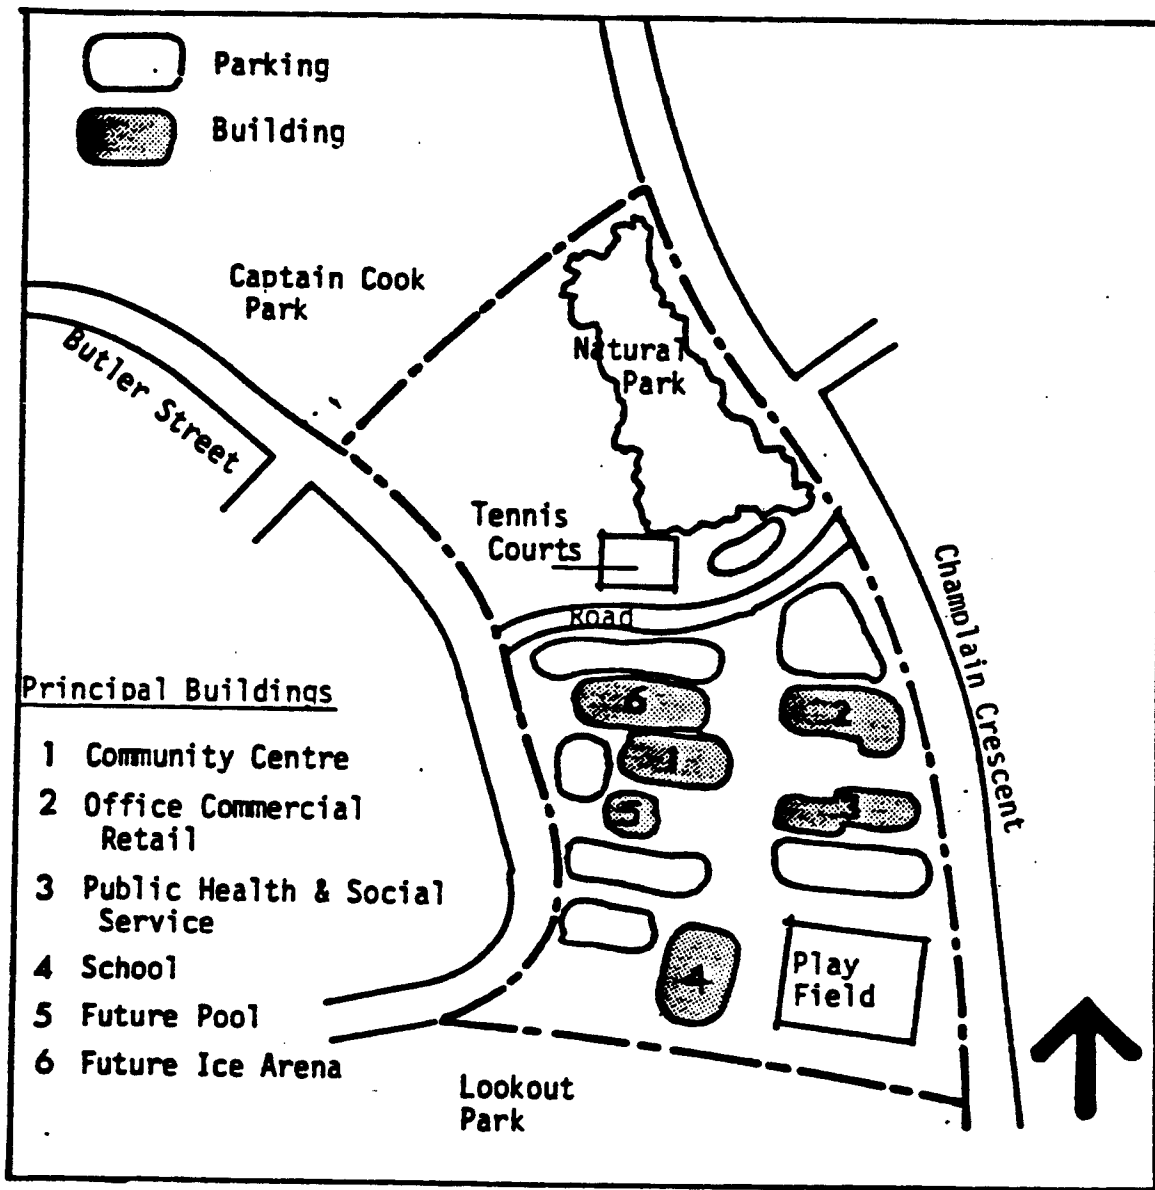 Parking
Building
Captain Cook
Park
Butler Street
Natural
Park
Tennis
Courts
Road
Champlain Crescent
Principal Buildings
1 Community Centre
2 Office Commercial
Retail
3 Public Health & Social
Service
4 School
5 Future Pool
6 Future Ice Arena
6
2
1
5
3
4
Play
Field
Lookout
Park